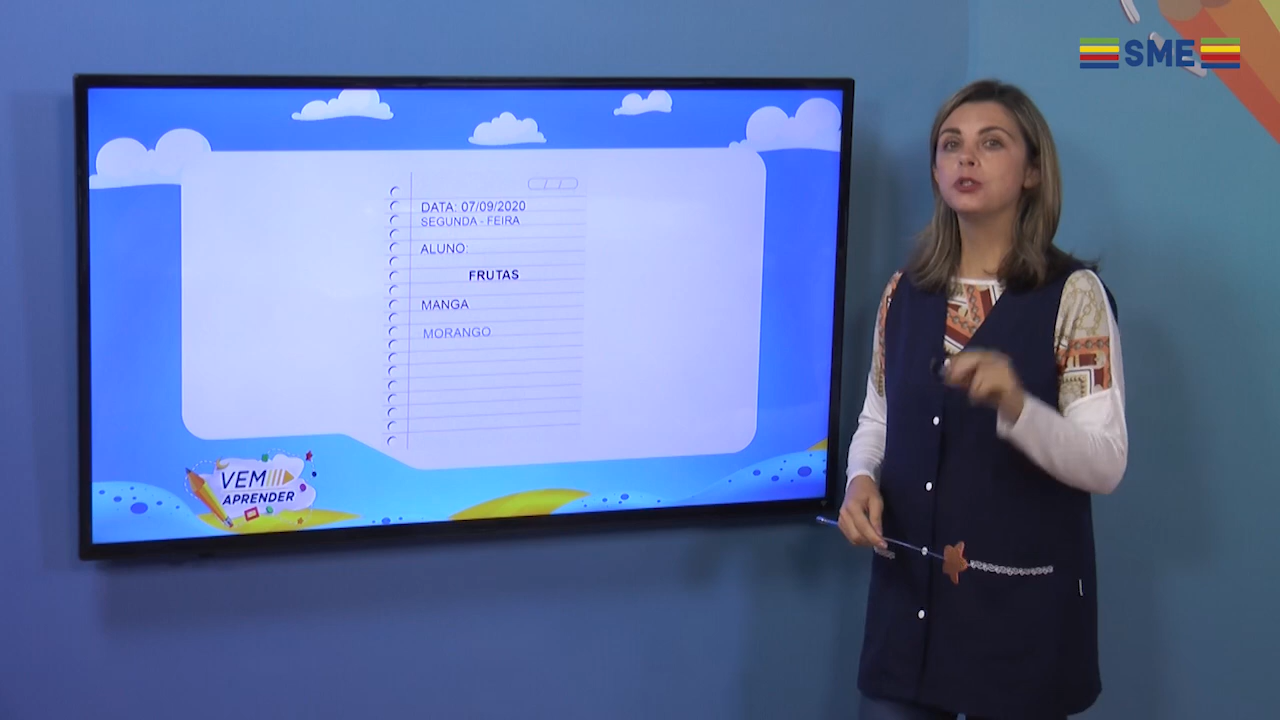 SME
DATA: 07/09/2020
SEGUNDA - FEIRA
ALUNO:
FRUTAS
MANGA
MORANGO
VEM
APRENDER